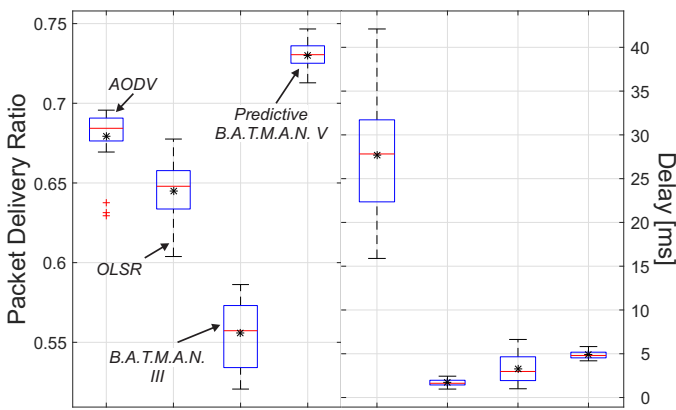 Packet Delivery Ratio
0.75
0.7
0.65
0.6
0.55
AODV
OLSR
B.A.T.M.A.N.
III
Predictive
B.A.T.M.A.N. V
40
35
30
25
20
15
10
5
0
Delay [ms]